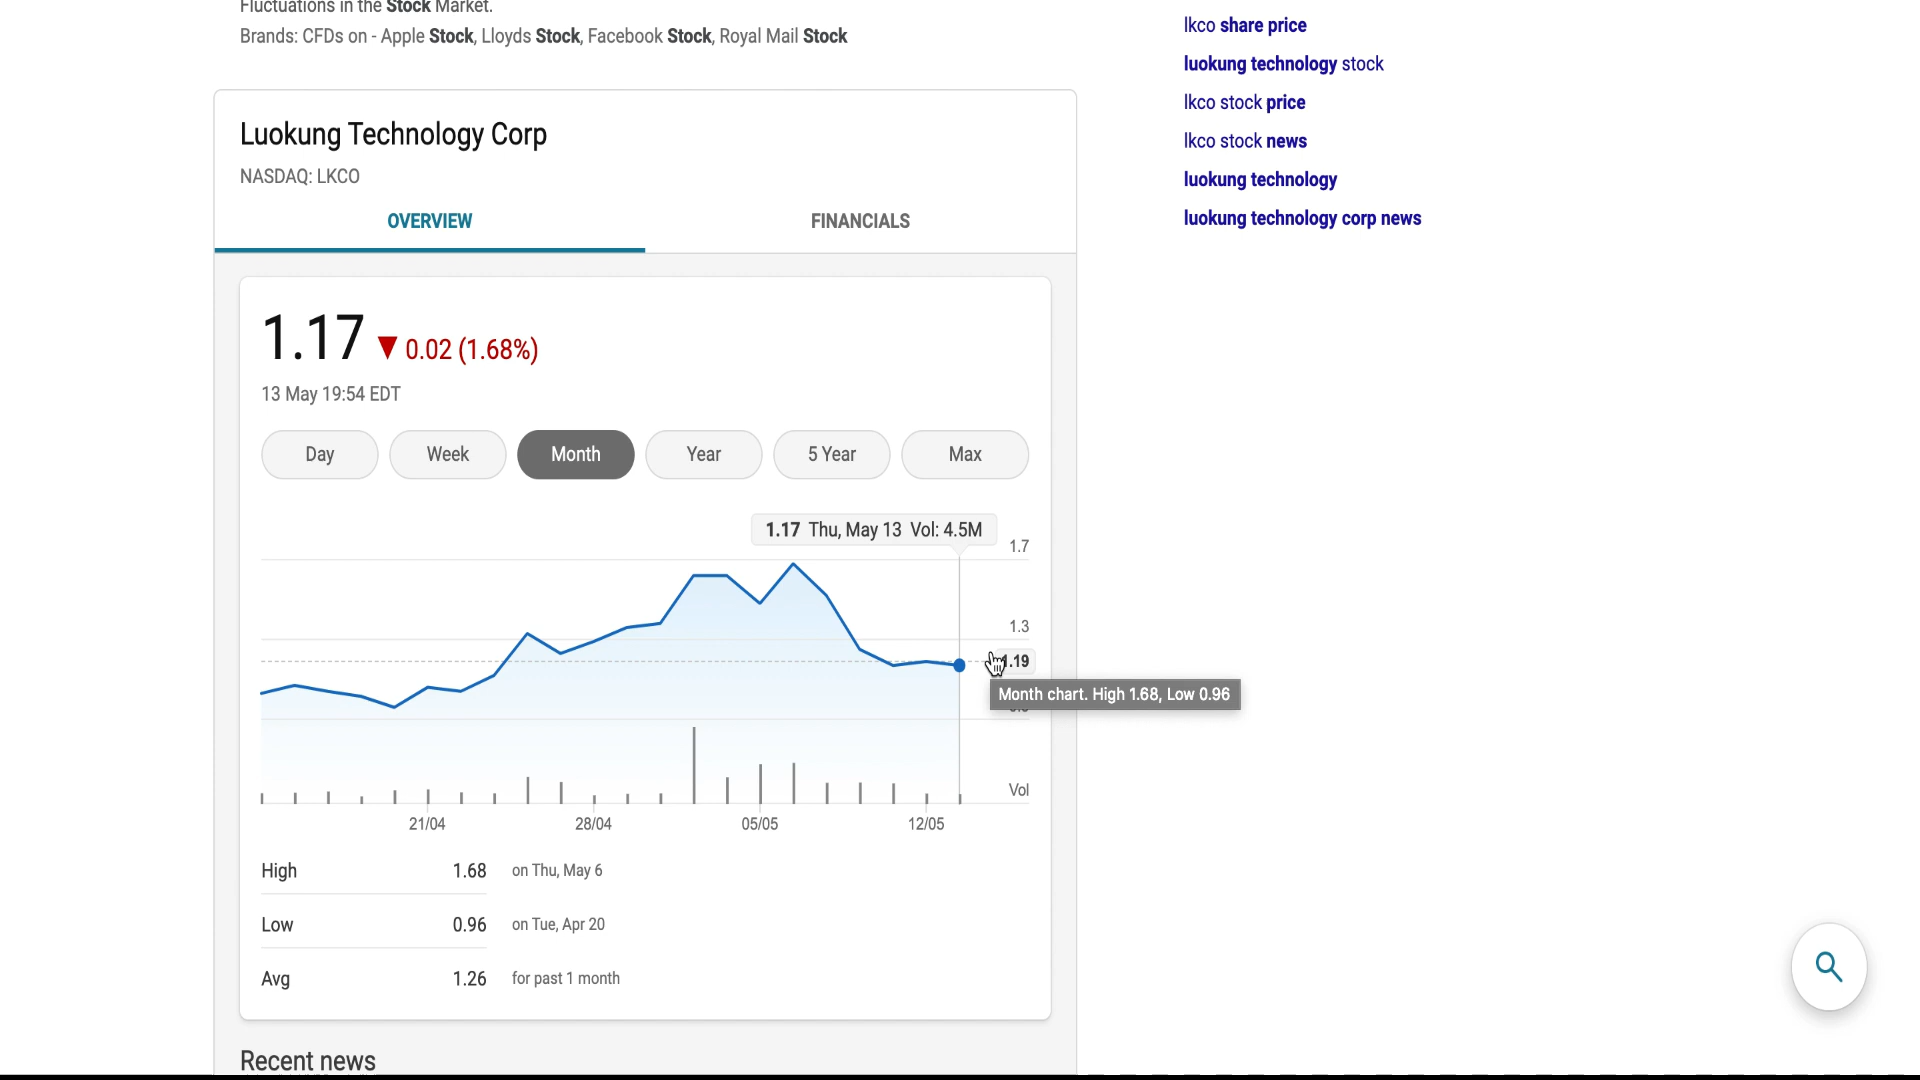 Fluctuations in the Stock Market.
Brands: CFDs on - Apple Stock, Lloyds Stock, Facebook Stock, Royal Mail Stock
lkco share price
luokung technology stock
lkco stock price
lkco stock news
luokung technology
luokung technology corp news
Luokung Technology Corp
NASDAQ: LKCO
OVERVIEW FINANCIALS
1.17 ▼ 0.02 (1.68%)
13 May 19:54 EDT
Day Week Month Year 5 Year Max
1.17 Thu, May 13 Vol: 4.5M
1.7
1.3
1.19
Month chart. High 1.68, Low 0.96
Vol
21/04 28/04 05/05 12/05
High 1.68 on Thu, May 6
Low 0.96 on Tue, Apr 20
Avg 1.26 for past 1 month
Recent news